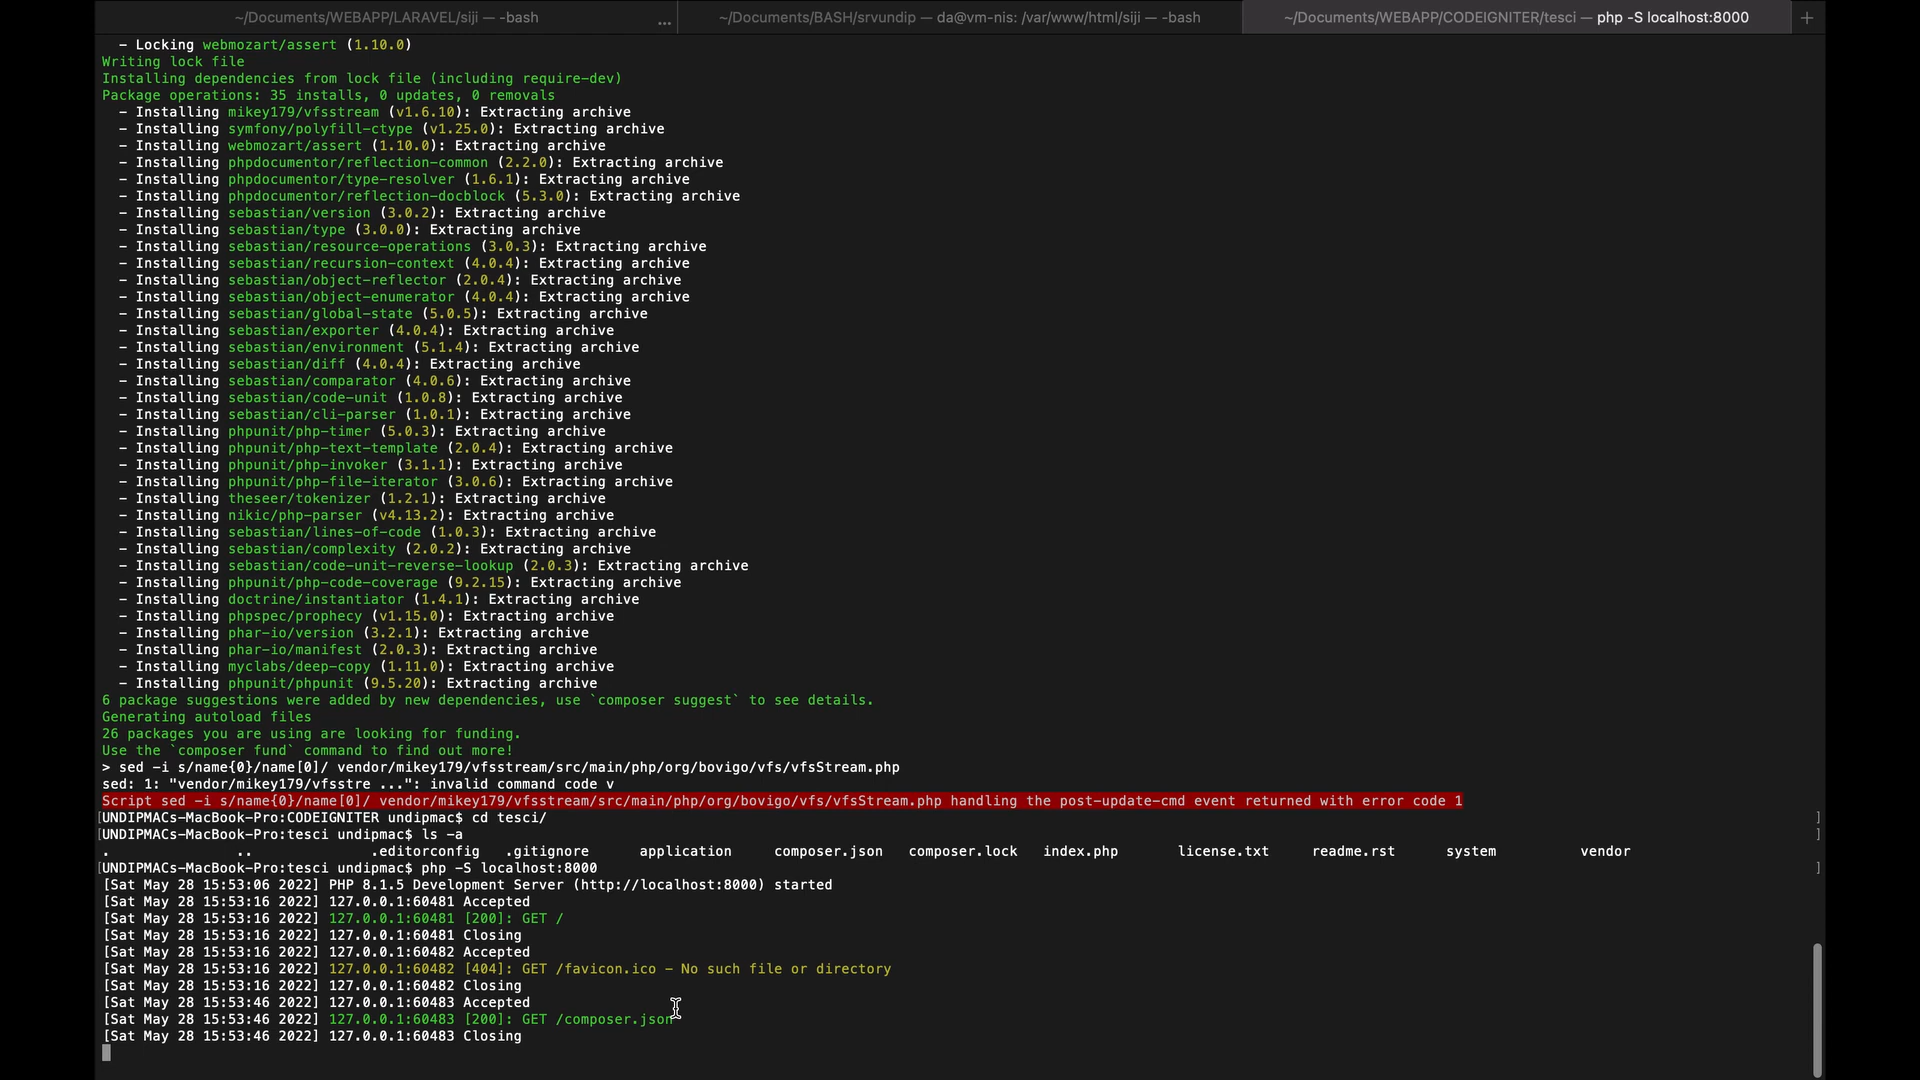 ~/Documents/WEBAPP/LARAVEL/siji — -bash ... ~/Documents/BASH/srvundip — da@vm-nis: /var/www/html/siji — -bash ~/Documents/WEBAPP/CODEIGNITER/tesci — php -S localhost:8000 +
- Locking webmozart/assert (1.10.0)
Writing lock file
Installing dependencies from lock file (including require-dev)
Package operations: 35 installs, 0 updates, 0 removals
- Installing mikey179/vfsstream (v1.6.10): Extracting archive
- Installing symfony/polyfill-ctype (v1.25.0): Extracting archive
- Installing webmozart/assert (1.10.0): Extracting archive
- Installing phpdocumentor/reflection-common (2.2.0): Extracting archive
- Installing phpdocumentor/type-resolver (1.6.1): Extracting archive
- Installing phpdocumentor/reflection-docblock (5.3.0): Extracting archive
- Installing sebastian/version (3.0.2): Extracting archive
- Installing sebastian/type (3.0.0): Extracting archive
- Installing sebastian/resource-operations (3.0.3): Extracting archive
- Installing sebastian/recursion-context (4.0.4): Extracting archive
- Installing sebastian/object-reflector (2.0.4): Extracting archive
- Installing sebastian/object-enumerator (4.0.4): Extracting archive
- Installing sebastian/global-state (5.0.5): Extracting archive
- Installing sebastian/exporter (4.0.4): Extracting archive
- Installing sebastian/environment (5.1.4): Extracting archive
- Installing sebastian/diff (4.0.4): Extracting archive
- Installing sebastian/comparator (4.0.6): Extracting archive
- Installing sebastian/code-unit (1.0.8): Extracting archive
- Installing sebastian/cli-parser (1.0.1): Extracting archive
- Installing phpunit/php-timer (5.0.3): Extracting archive
- Installing phpunit/php-text-template (2.0.4): Extracting archive
- Installing phpunit/php-invoker (3.1.1): Extracting archive
- Installing phpunit/php-file-iterator (3.0.6): Extracting archive
- Installing theseer/tokenizer (1.2.1): Extracting archive
- Installing nikic/php-parser (v4.13.2): Extracting archive
- Installing sebastian/lines-of-code (1.0.3): Extracting archive
- Installing sebastian/complexity (2.0.2): Extracting archive
- Installing sebastian/code-unit-reverse-lookup (2.0.3): Extracting archive
- Installing phpunit/php-code-coverage (9.2.15): Extracting archive
- Installing doctrine/instantiator (1.4.1): Extracting archive
- Installing phpspec/prophecy (v1.15.0): Extracting archive
- Installing phar-io/version (3.2.1): Extracting archive
- Installing phar-io/manifest (2.0.3): Extracting archive
- Installing myclabs/deep-copy (1.11.0): Extracting archive
- Installing phpunit/phpunit (9.5.20): Extracting archive
6 package suggestions were added by new dependencies, use `composer suggest` to see details.
Generating autoload files
26 packages you are using are looking for funding.
Use the `composer fund` command to find out more!
> sed -i s/name{0}/name[0]/ vendor/mikey179/vfsstream/src/main/php/org/bovigo/vfs/vfsStream.php
sed: 1: "vendor/mikey179/vfsstre ...": invalid command code v
Script sed -i s/name{0}/name[0]/ vendor/mikey179/vfsstream/src/main/php/org/bovigo/vfs/vfsStream.php handling the post-update-cmd event returned with error code 1
[UNDIPMACs-MacBook-Pro:CODEIGNITER undipmac$ cd tesci/ ]
[UNDIPMACs-MacBook-Pro:tesci undipmac$ ls -a ]
. .. .editorconfig .gitignore application composer.json composer.lock index.php license.txt readme.rst system vendor
[UNDIPMACs-MacBook-Pro:tesci undipmac$ php -S localhost:8000 ]
[Sat May 28 15:53:06 2022] PHP 8.1.5 Development Server (http://localhost:8000) started
[Sat May 28 15:53:16 2022] 127.0.0.1:60481 Accepted
[Sat May 28 15:53:16 2022] 127.0.0.1:60481 [200]: GET /
[Sat May 28 15:53:16 2022] 127.0.0.1:60481 Closing
[Sat May 28 15:53:16 2022] 127.0.0.1:60482 Accepted
[Sat May 28 15:53:16 2022] 127.0.0.1:60482 [404]: GET /favicon.ico - No such file or directory
[Sat May 28 15:53:16 2022] 127.0.0.1:60482 Closing
[Sat May 28 15:53:46 2022] 127.0.0.1:60483 Accepted
[Sat May 28 15:53:46 2022] 127.0.0.1:60483 [200]: GET /composer.json
[Sat May 28 15:53:46 2022] 127.0.0.1:60483 Closing